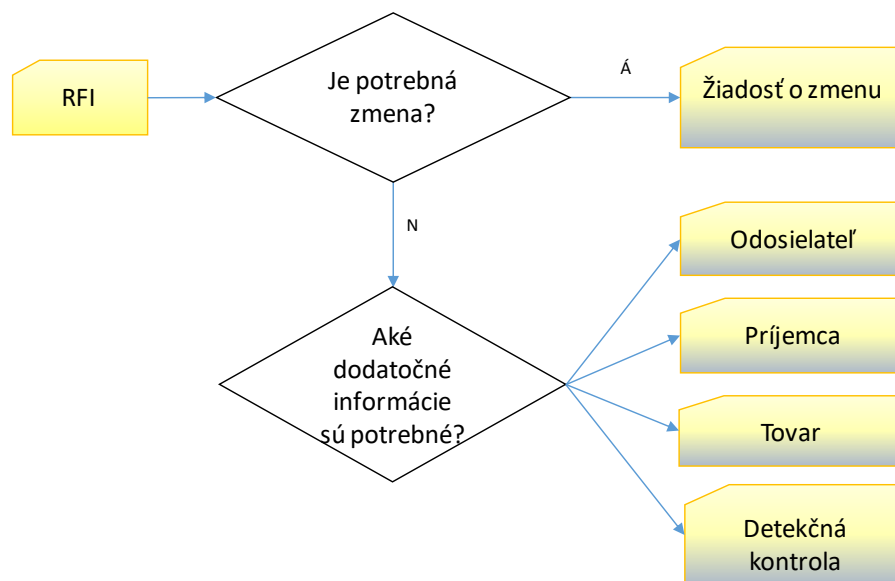 RFI
Je potrebná
zmena?
Á
Žiadosť o zmenu
N
Odosielateľ
Aké
dodatočné
informácie
sú potrebné?
Príjemca
Tovar
Detekčná
kontrola